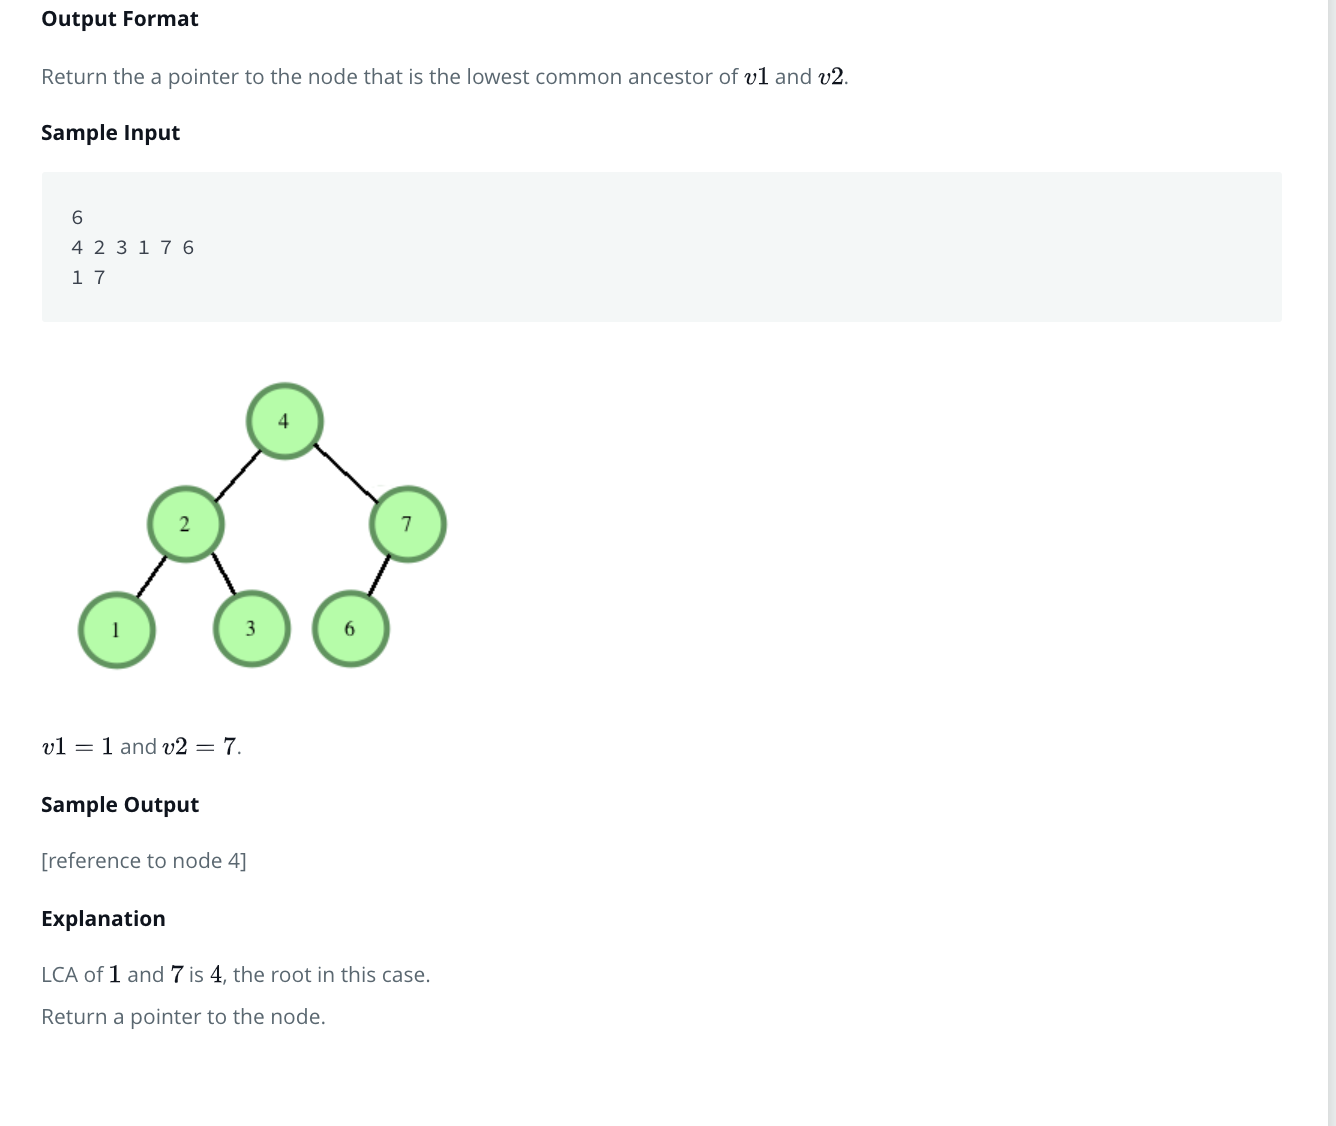 Output Format
Return the a pointer to the node that is the lowest common ancestor of v1 and v2.
Sample Input
6
4 2 3 1 7 6
1 7
4
2
7
1
3
6
v1 = 1 and v2 = 7.
Sample Output
[reference to node 4]
Explanation
LCA of 1 and 7 is 4, the root in this case.
Return a pointer to the node.